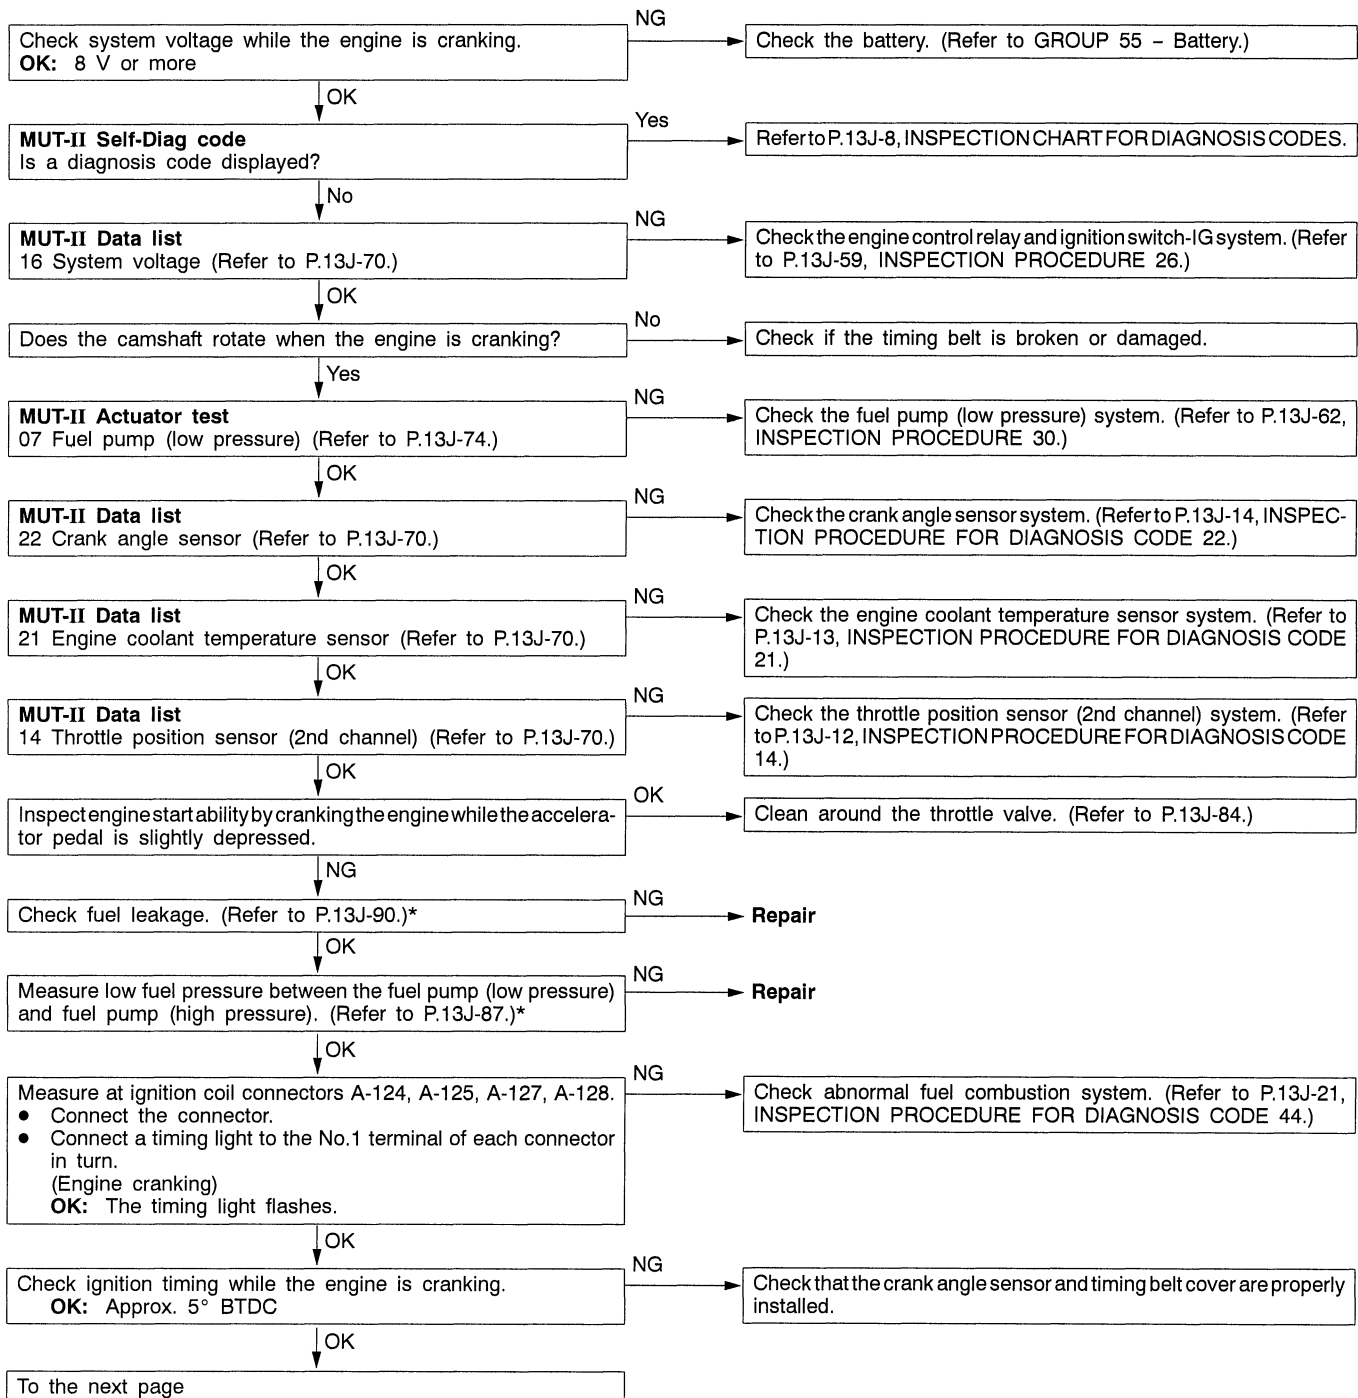 NG
Check system voltage while the engine is cranking.
OK: 8 V or more
Check the battery. (Refer to GROUP 55 – Battery.)
OK
MUT-II Self-Diag code
Is a diagnosis code displayed?
Yes
Refer to P.13J-8, INSPECTION CHART FOR DIAGNOSIS CODES.
No
MUT-II Data list
16 System voltage (Refer to P.13J-70.)
NG
Check the engine control relay and ignition switch-IG system. (Refer
to P.13J-59, INSPECTION PROCEDURE 26.)
OK
Does the camshaft rotate when the engine is cranking?
No
Check if the timing belt is broken or damaged.
Yes
MUT-II Actuator test
07 Fuel pump (low pressure) (Refer to P.13J-74.)
NG
Check the fuel pump (low pressure) system. (Refer to P.13J-62,
INSPECTION PROCEDURE 30.)
OK
MUT-II Data list
22 Crank angle sensor (Refer to P.13J-70.)
NG
Check the crank angle sensor system. (Refer to P.13J-14, INSPEC-
TION PROCEDURE FOR DIAGNOSIS CODE 22.)
OK
MUT-II Data list
21 Engine coolant temperature sensor (Refer to P.13J-70.)
NG
Check the engine coolant temperature sensor system. (Refer to
P.13J-13, INSPECTION PROCEDURE FOR DIAGNOSIS CODE
21.)
OK
MUT-II Data list
14 Throttle position sensor (2nd channel) (Refer to P.13J-70.)
NG
Check the throttle position sensor (2nd channel) system. (Refer
to P.13J-12, INSPECTION PROCEDURE FOR DIAGNOSIS CODE
14.)
OK
Inspect engine start ability by cranking the engine while the accelera-
tor pedal is slightly depressed.
OK
Clean around the throttle valve. (Refer to P.13J-84.)
NG
Check fuel leakage. (Refer to P.13J-90.)*
NG
Repair
OK
Measure low fuel pressure between the fuel pump (low pressure)
and fuel pump (high pressure). (Refer to P.13J-87.)*
NG
Repair
OK
Measure at ignition coil connectors A-124, A-125, A-127, A-128.
● Connect the connector.
● Connect a timing light to the No.1 terminal of each connector
in turn.
(Engine cranking)
OK: The timing light flashes.
NG
Check abnormal fuel combustion system. (Refer to P.13J-21,
INSPECTION PROCEDURE FOR DIAGNOSIS CODE 44.)
OK
Check ignition timing while the engine is cranking.
OK: Approx. 5° BTDC
NG
Check that the crank angle sensor and timing belt cover are properly
installed.
OK
To the next page